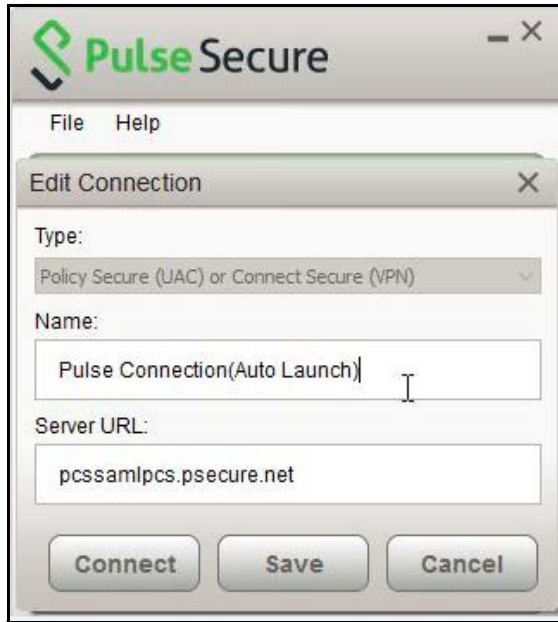 Pulse Secure
File Help
Edit Connection
Type:
Policy Secure (UAC) or Connect Secure (VPN)
Name:
Pulse Connection(Auto Launch)
Server URL:
pcssamlpcs.psecure.net
Connect Save Cancel